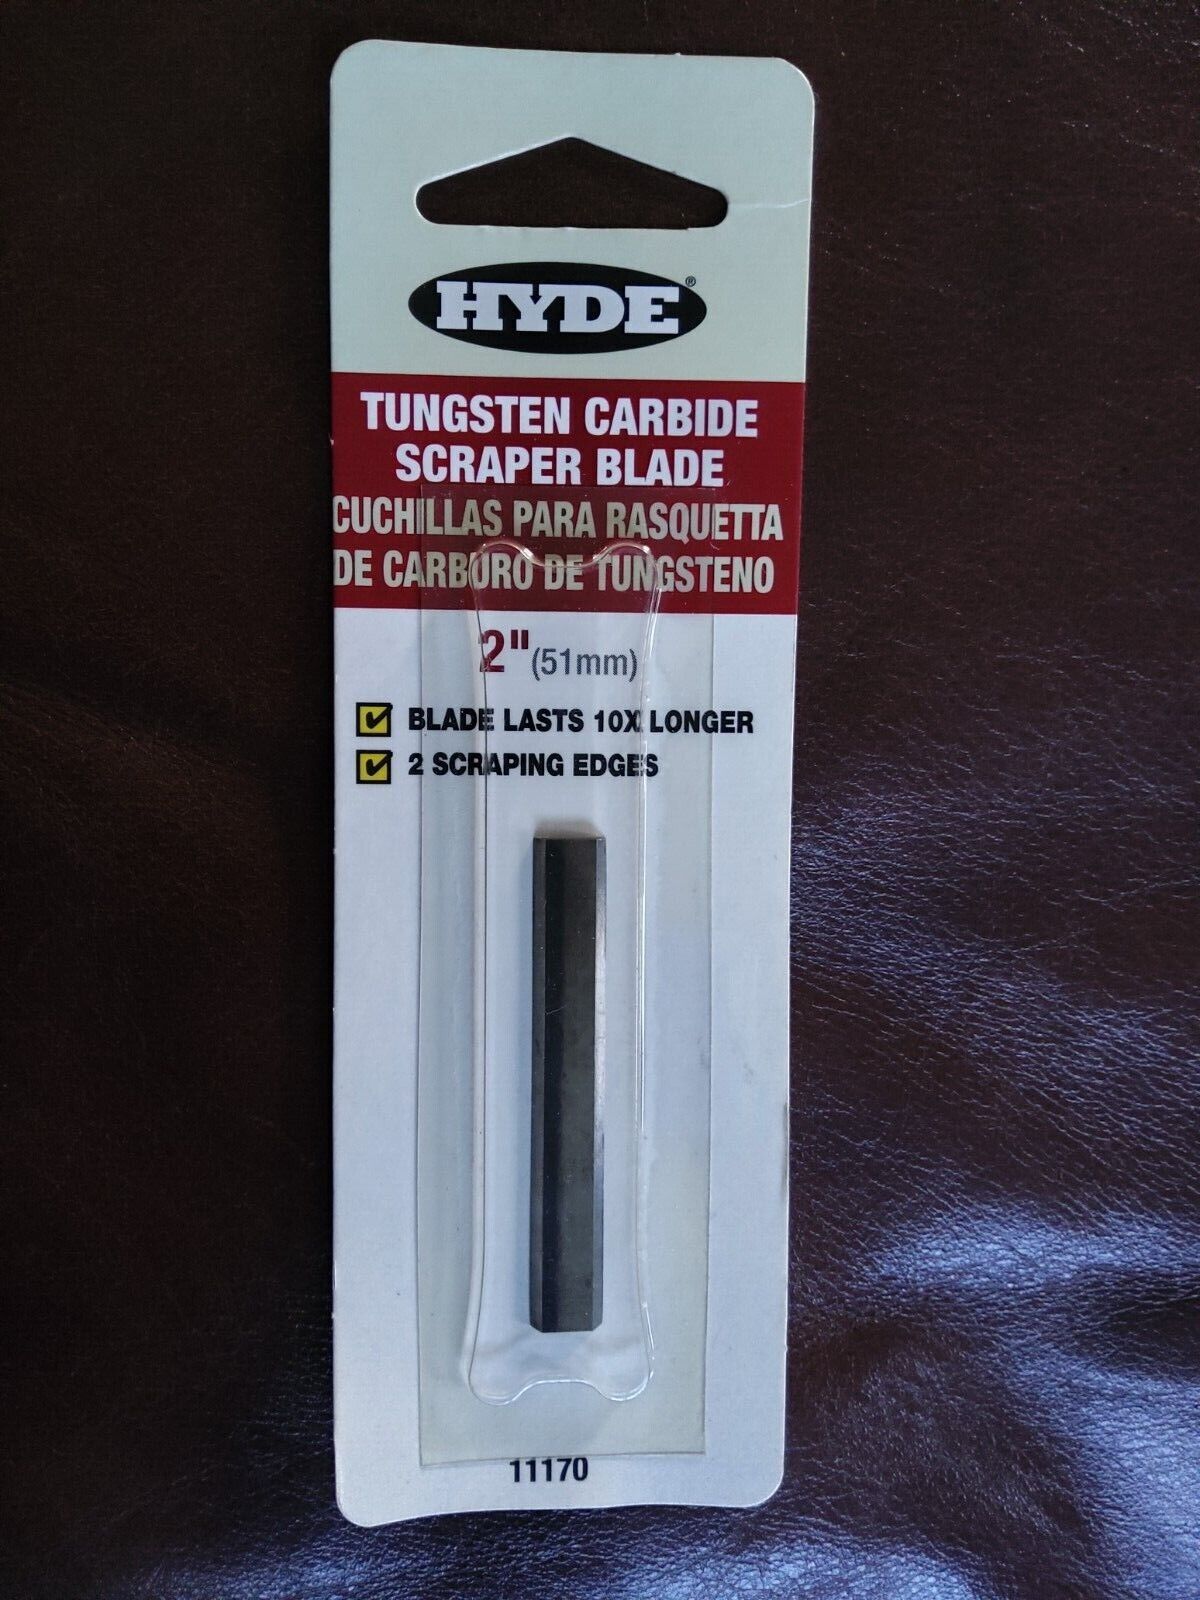 HYDE®
TUNGSTEN CARBIDE
SCRAPER BLADE
CUCHILLAS PARA RASQUETTA
DE CARBURO DE TUNGSTENO
2" (51mm)
BLADE LASTS 10X LONGER
2 SCRAPING EDGES
11170